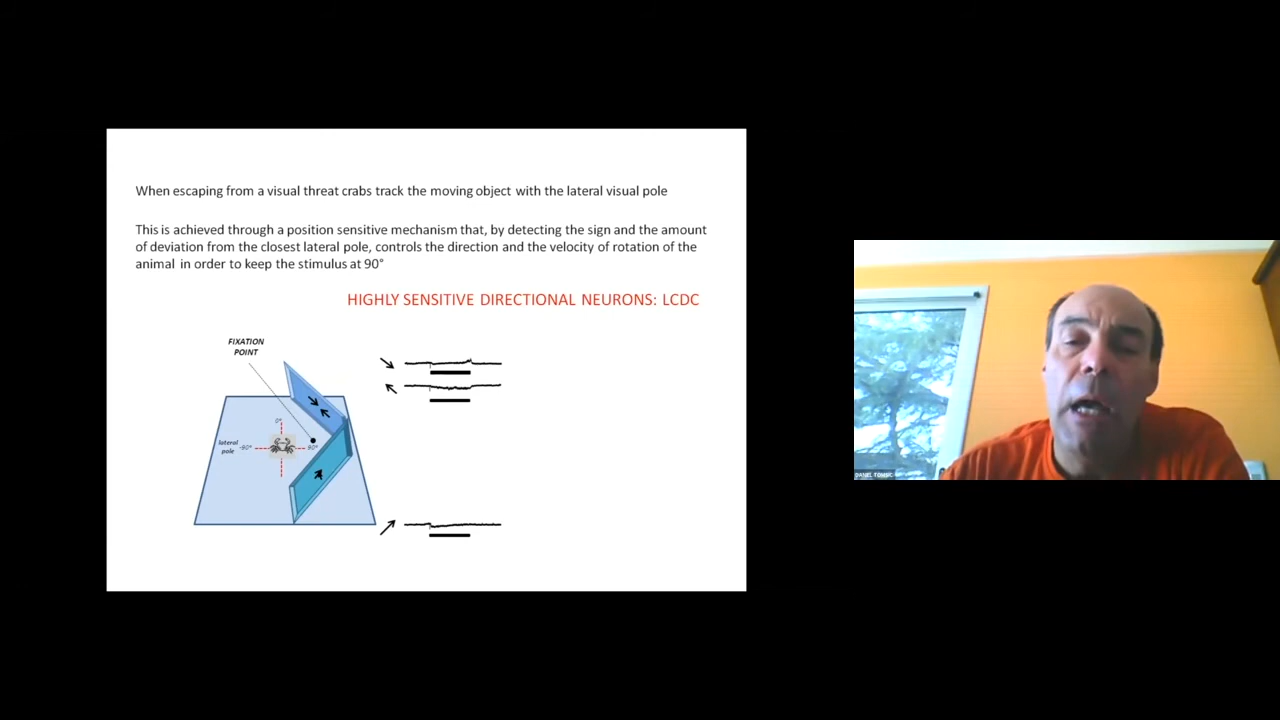 When escaping from a visual threat crabs track the moving object with the lateral visual pole
This is achieved through a position sensitive mechanism that, by detecting the sign and the amount
of deviation from the closest lateral pole, controls the direction and the velocity of rotation of the
animal in order to keep the stimulus at 90°
HIGHLY SENSITIVE DIRECTIONAL NEURONS: LCDC
FIXATION
POINT
0°
lateral
pole
-90°
90°